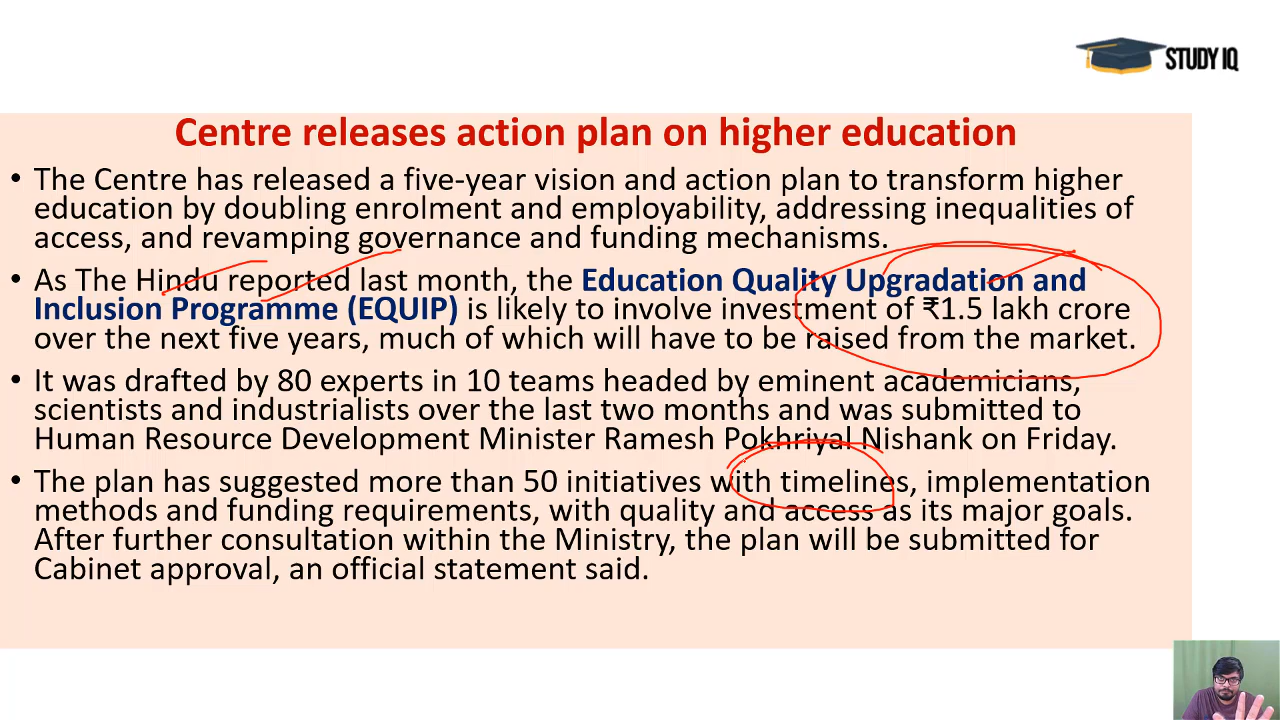 STUDY IQ
Centre releases action plan on higher education
• The Centre has released a five-year vision and action plan to transform higher
education by doubling enrolment and employability, addressing inequalities of
access, and revamping governance and funding mechanisms.
• As The Hindu reported last month, the Education Quality Upgradation and
Inclusion Programme (EQUIP) is likely to involve investment of ₹1.5 lakh crore
over the next five years, much of which will have to be raised from the market.
• It was drafted by 80 experts in 10 teams headed by eminent academicians,
scientists and industrialists over the last two months and was submitted to
Human Resource Development Minister Ramesh Pokhriyal Nishank on Friday.
• The plan has suggested more than 50 initiatives with timelines, implementation
methods and funding requirements, with quality and access as its major goals.
After further consultation within the Ministry, the plan will be submitted for
Cabinet approval, an official statement said.